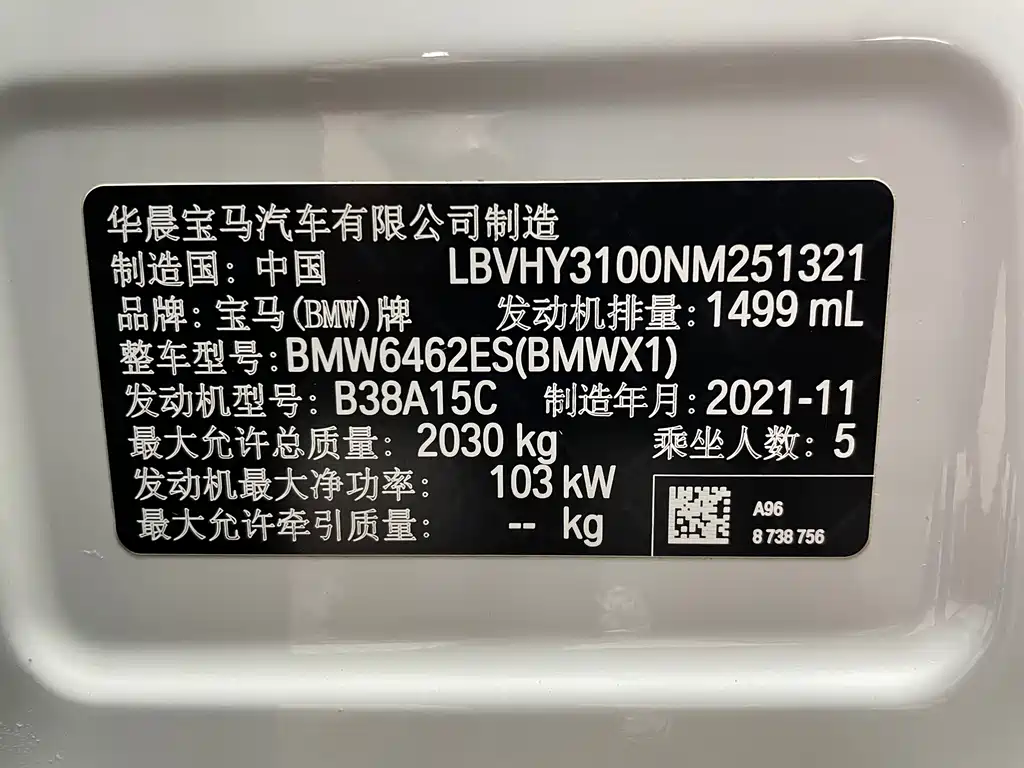 华晨宝马汽车有限公司制造
制造国：中国 LBVHY3100NM251321
品牌：宝马(BMW)牌 发动机排量：1499 mL
整车型号：BMW6462ES(BMWX1)
发动机型号：B38A15C 制造年月：2021-11
最大允许总质量：2030 kg 乘坐人数：5
发动机最大净功率：103 kW
最大允许牵引质量：-- kg
A96
8 738 756